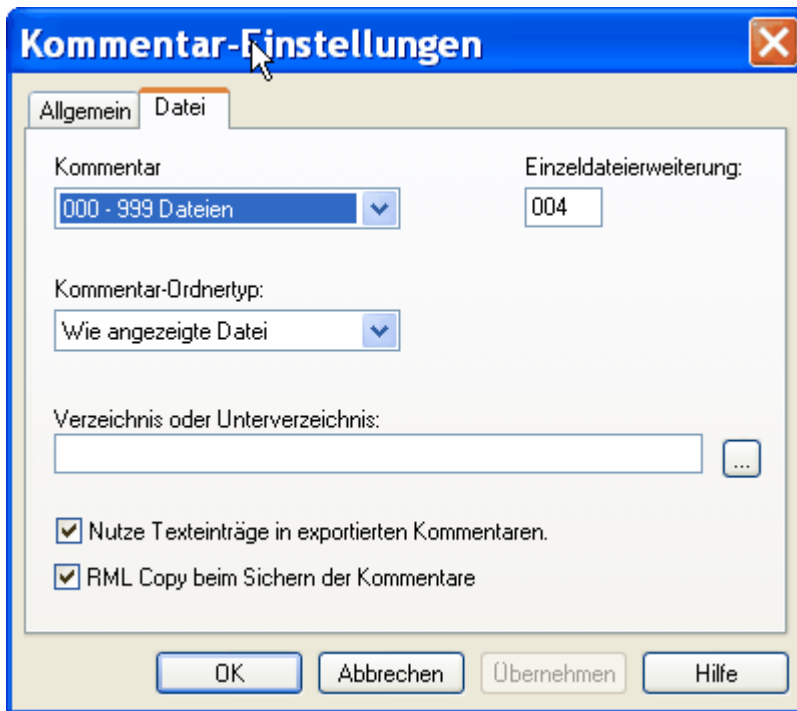 Kommentar-Einstellungen
Allgemein Datei
Kommentar Einzeldateierweiterung:
000 - 999 Dateien 004
Kommentar-Ordnertyp:
Wie angezeigte Datei
Verzeichnis oder Unterverzeichnis:
...
Nutze Texteinträge in exportierten Kommentaren.
RML Copy beim Sichern der Kommentare
OK Abbrechen Übernehmen Hilfe